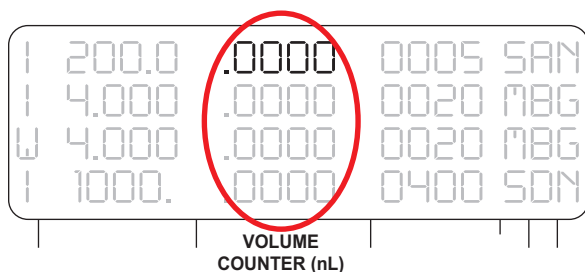 I 200.0 .0000 0005 SAN
I 4.000 .0000 0020 MBG
W 4.000 .0000 0020 MBG
I 1000. .0000 0400 SDN
VOLUME
COUNTER (nL)